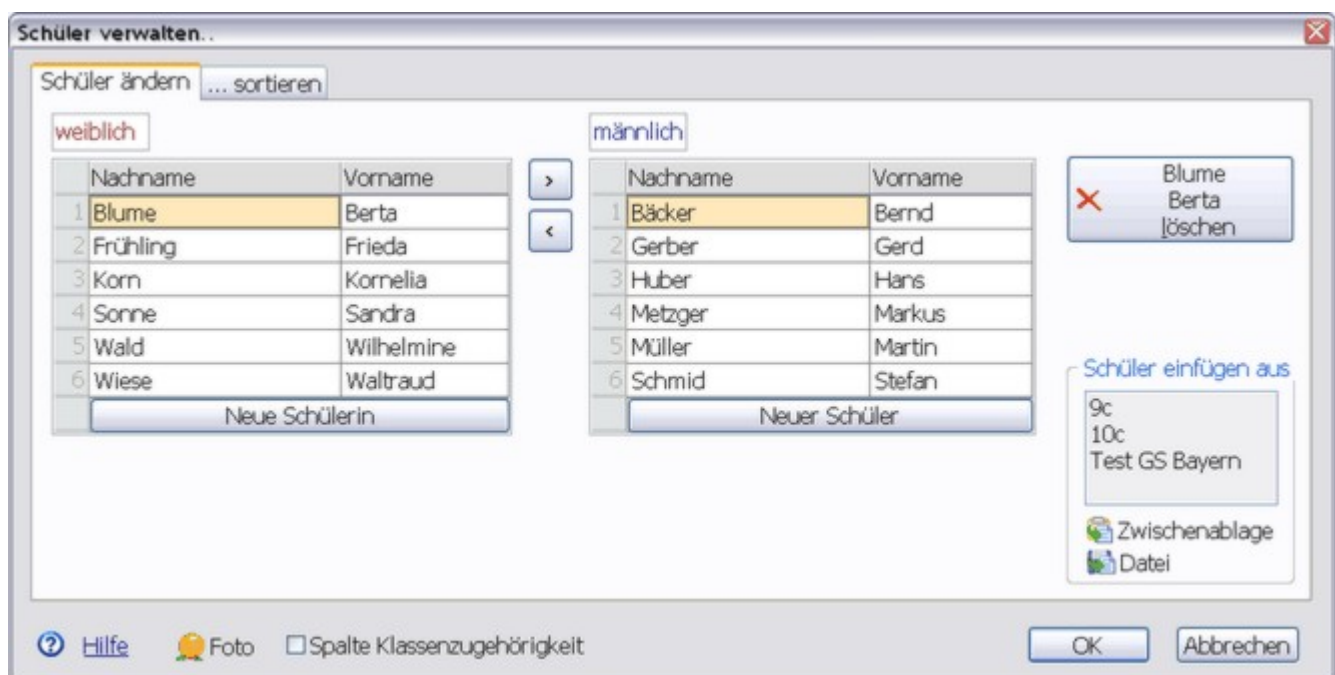 Schüler verwalten..
Schüler ändern ... sortieren
weiblich
Nachname Vorname
1 Blume Berta
2 Frühling Frieda
3 Korn Kornelia
4 Sonne Sandra
5 Wald Wilhelmine
6 Wiese Waltraud
Neue Schülerin
>
<
männlich
Nachname Vorname
1 Bäcker Bernd
2 Gerber Gerd
3 Huber Hans
4 Metzger Markus
5 Müller Martin
6 Schmid Stefan
Neuer Schüler
Blume
Berta
löschen
Schüler einfügen aus
9c
10c
Test GS Bayern
Zwischenablage
Datei
? Hilfe Foto Spalte Klassenzugehörigkeit OK Abbrechen